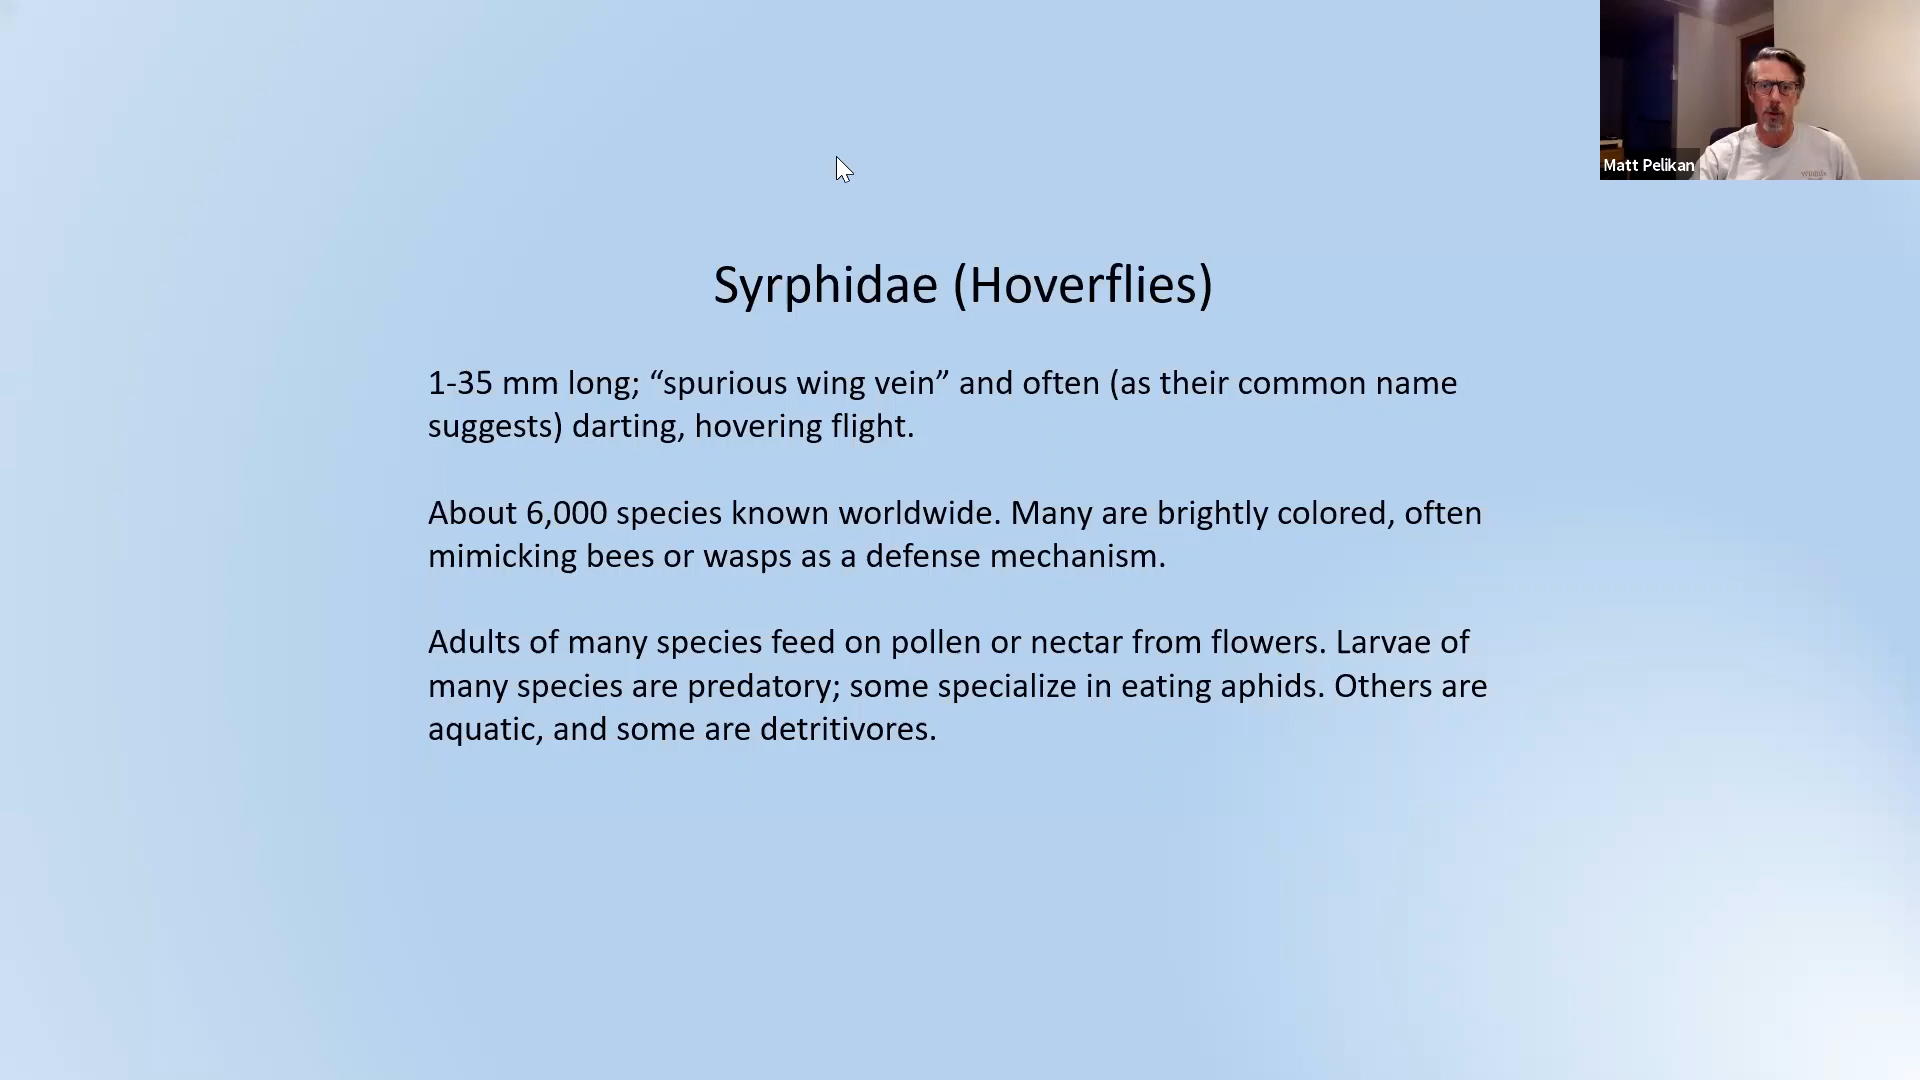 Matt Pelikan
Syrphidae (Hoverflies)
1-35 mm long; “spurious wing vein” and often (as their common name
suggests) darting, hovering flight.
About 6,000 species known worldwide. Many are brightly colored, often
mimicking bees or wasps as a defense mechanism.
Adults of many species feed on pollen or nectar from flowers. Larvae of
many species are predatory; some specialize in eating aphids. Others are
aquatic, and some are detritivores.